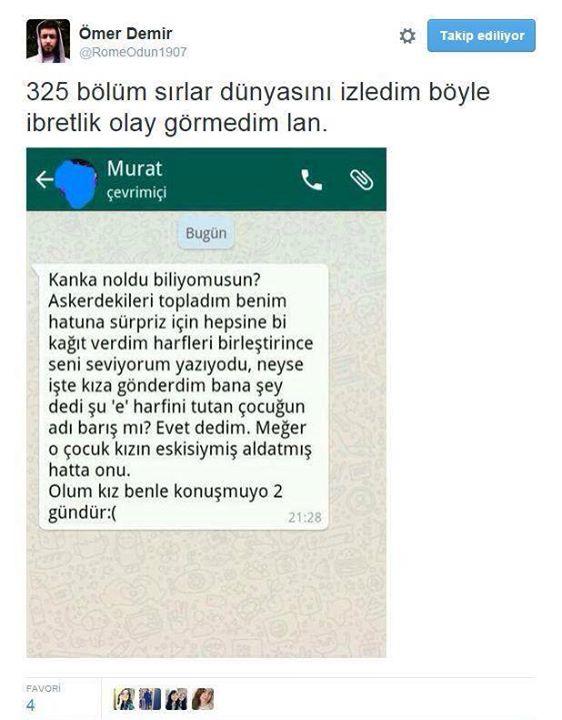 Ömer Demir
@RomeOdun1907
Takip ediliyor
325 bölüm sırlar dünyasını izledim böyle
ibretlik olay görmedim lan.
Murat
çevrimiçi
Bugün
Kanka noldu biliyomusun?
Askerdekileri topladım benim
hatuna sürpriz için hepsine bi
kağıt verdim harfleri birleştirince
seni seviyorum yazıyodu, neyse
işte kıza gönderdim bana şey
dedi şu 'e' harfini tutan çocuğun
adı barış mı? Evet dedim. Meğer
o çocuk kızın eskisiymiş aldatmış
hatta onu.
Olum kız benle konuşmuyo 2
gündür:(
21:28
FAVORİ
4